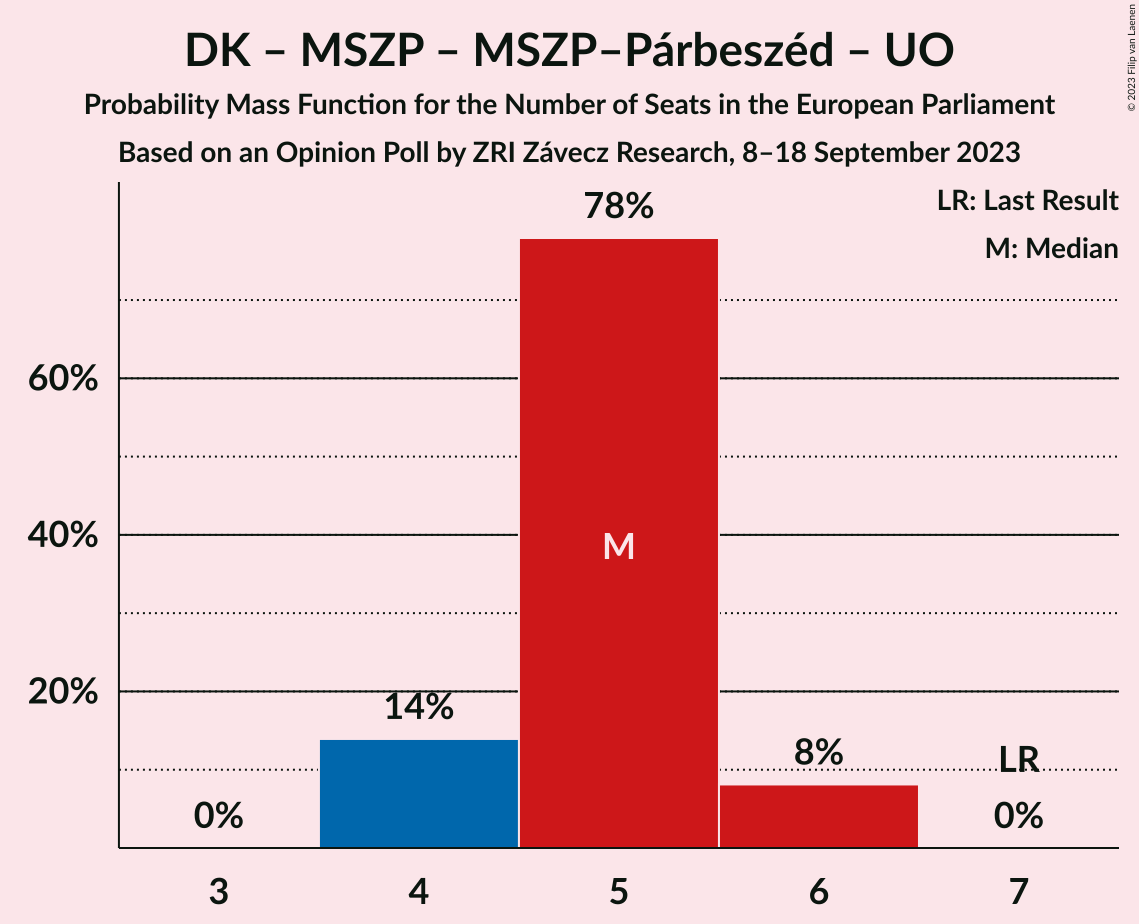 DK – MSZP – MSZP–Párbeszéd – UO
Probability Mass Function for the Number of Seats in the European Parliament
Based on an Opinion Poll by ZRI Závecz Research, 8–18 September 2023
© 2023 Filip van Laenen
LR: Last Result
M: Median
78%
60%
40%
M
20%
14%
8%
LR
0%
0%
3 4 5 6 7